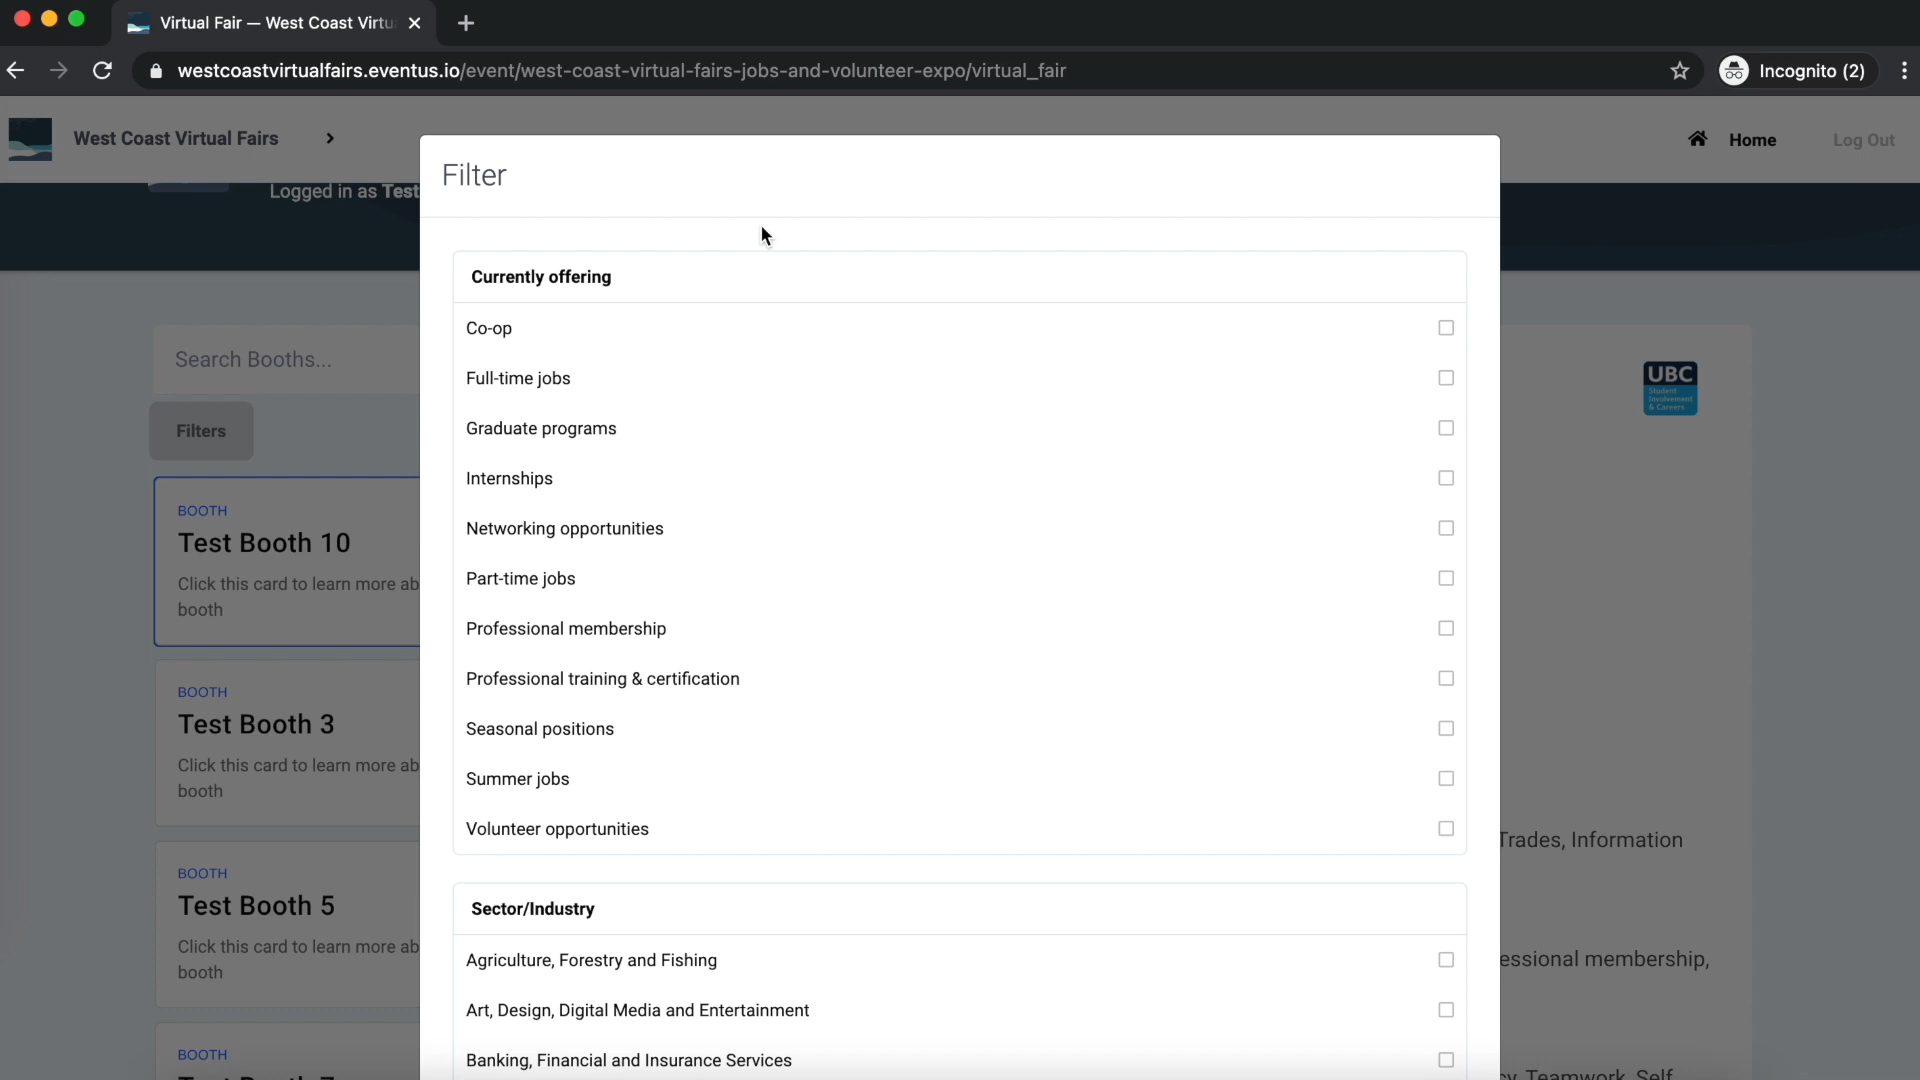 Virtual Fair — West Coast Virtu
westcoastvirtualfairs.eventus.io/event/west-coast-virtual-fairs-jobs-and-volunteer-expo/virtual_fair
Incognito (2)
West Coast Virtual Fairs
Home
Log Out
Logged in as Test
Filter
Currently offering
Co-op
Full-time jobs
Graduate programs
Internships
Networking opportunities
Part-time jobs
Professional membership
Professional training & certification
Seasonal positions
Summer jobs
Volunteer opportunities
Sector/Industry
Agriculture, Forestry and Fishing
Art, Design, Digital Media and Entertainment
Banking, Financial and Insurance Services
Search Booths...
Filters
BOOTH
Test Booth 10
Click this card to learn more ab
booth
BOOTH
Test Booth 3
Click this card to learn more ab
booth
BOOTH
Test Booth 5
Click this card to learn more ab
booth
BOOTH
UBC
Student
Involvement
& Careers
Trades, Information
essional membership,
Teamwork, Self